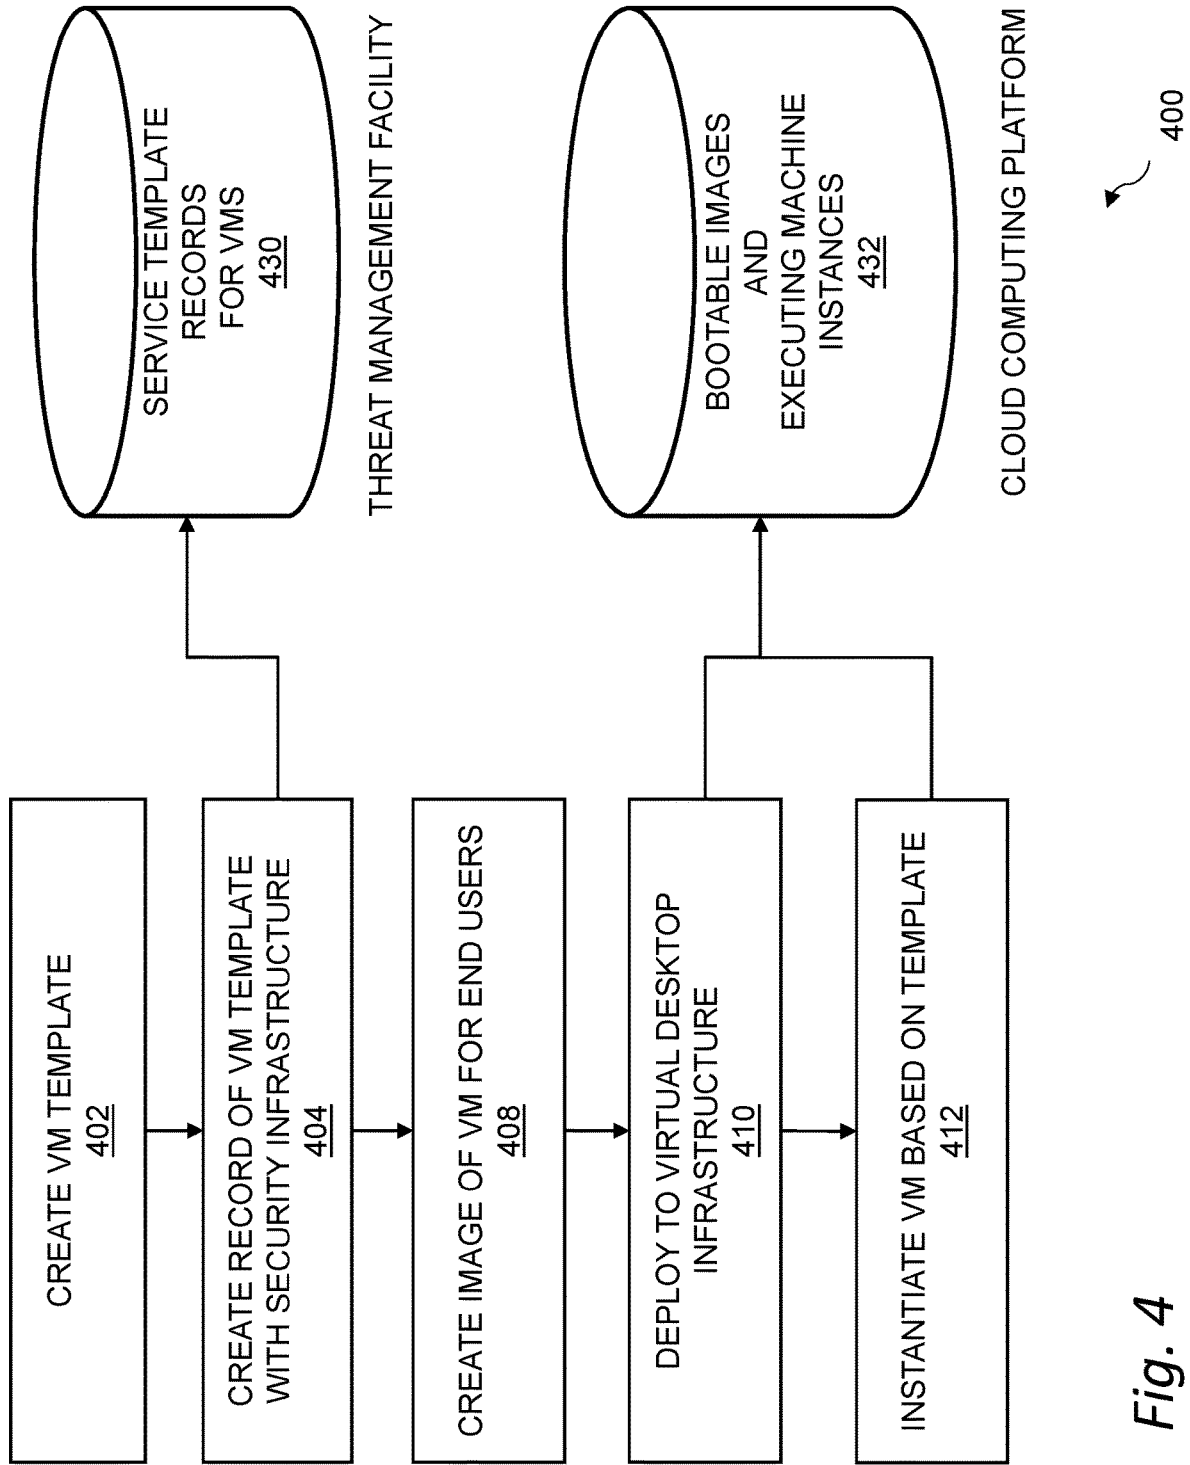 CREATE VM TEMPLATE
402
CREATE RECORD OF VM TEMPLATE
WITH SECURITY INFRASTRUCTURE
404
CREATE IMAGE OF VM FOR END USERS
408
DEPLOY TO VIRTUAL DESKTOP
INFRASTRUCTURE
410
INSTANTIATE VM BASED ON TEMPLATE
412
SERVICE TEMPLATE
RECORDS
FOR VMS
430
THREAT MANAGEMENT FACILITY
BOOTABLE IMAGES
AND
EXECUTING MACHINE
INSTANCES
432
CLOUD COMPUTING PLATFORM
400
Fig. 4